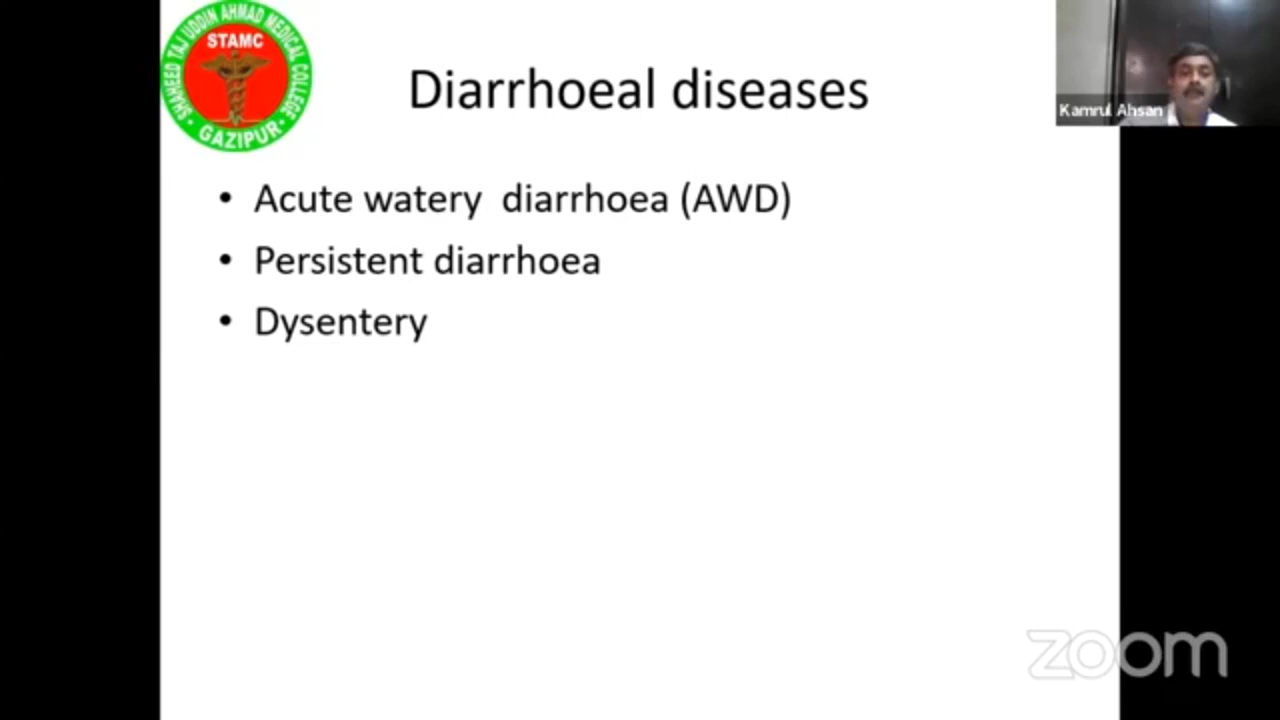 SHAHEED TAJ UDDIN AHMAD MEDICAL COLLEGE
STAMC
• GAZIPUR •
Diarrhoeal diseases
Kamrul Ahsan
• Acute watery diarrhoea (AWD)
• Persistent diarrhoea
• Dysentery
zoom